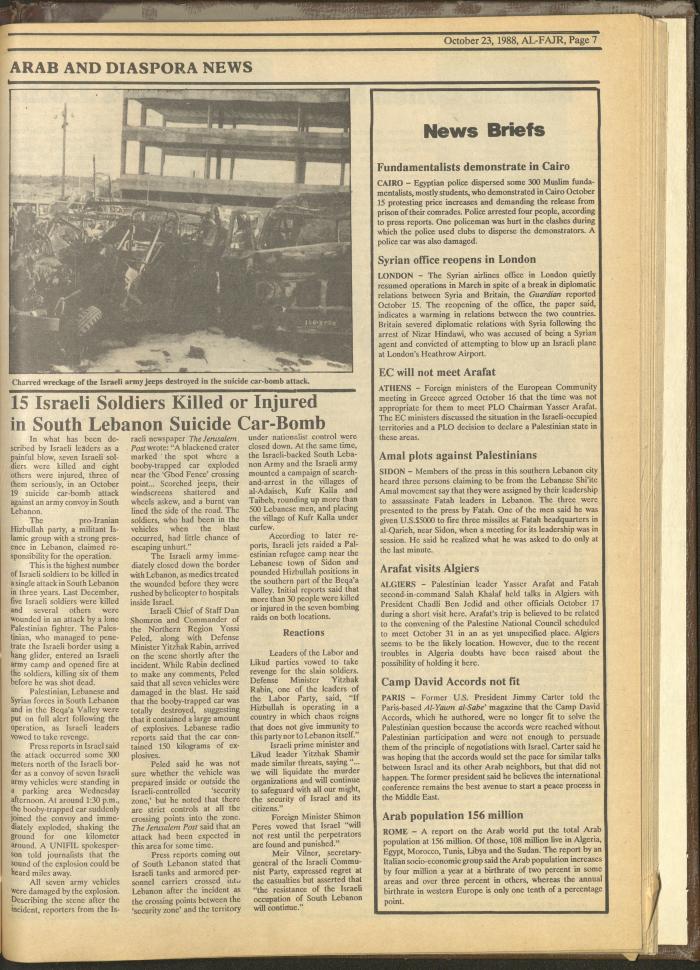 October 23, 1988, AL-FAJR, Page 7
ARAB AND DIASPORA NEWS
Charred wreckage of the Israeli army jeeps destroyed in the suicide car-bomb attack.
15 Israeli Soldiers Killed or Injured
in South Lebanon Suicide Car-Bomb
In what has been de-
scribed by Israeli leaders as a
painful blow, seven Israeli sol-
diers were killed and eight
others were injured, three of
them seriously, in an October
19 suicide car-bomb attack
against an army convoy in South
Lebanon.
The pro-Iranian
Hizbullah party, a militant Is-
lamic group with a strong pres-
ence in Lebanon, claimed re-
sponsibility for the operation.
This is the highest number
of Israeli soldiers to be killed in
a single attack in South Lebanon
in three years. Last December,
five Israeli soldiers were killed
and several others were
wounded in an attack by a lone
Palestinian fighter. The Pales-
tinian, who managed to pene-
trate the Israeli border using a
hang glider, entered an Israeli
army camp and opened fire at
the soldiers, killing six of them
before he was shot dead.
Palestinian, Lebanese and
Syrian forces in South Lebanon
and in the Beqa'a Valley were
put on full alert following the
operation, as Israeli leaders
vowed to take revenge.
Press reports in Israel said
the attack occurred some 300
meters north of the Israeli bor-
der as a convoy of seven Israeli
army vehicles were standing in
a parking area Wednesday
afternoon. At around 1:30 p.m.,
the booby-trapped car suddenly
joined the convoy and imme-
diately exploded, shaking the
ground for one kilometer
around. A UNIFIL spokesper-
son told journalists that the
sound of the explosion could be
heard miles away.
All seven army vehicles
were damaged by the explosion.
Describing the scene after the
incident, reporters from the Is-
raeli newspaper The Jerusalem
Post wrote: "A blackened crater
marked the spot where a
booby-trapped car exploded
near the 'Gbod Fence' crossing
point... Scorched jeeps, their
windscreens shattered and
wheels askew, and a burnt van
lined the side of the road. The
soldiers, who had been in the
vehicles when the blast
occurred, had little chance of
escaping unhurt."
The Israeli army imme-
diately closed down the border
with Lebanon, as medics treated
the wounded before they were
rushed by helicopter to hospitals
inside Israel.
Israeli Chief of Staff Dan
Shomron and Commander of
the Northern Region Yossi
Peled, along with Defense
Minister Yitzhak Rabin, arrived
on the scene shortly after the
incident. While Rabin declined
to make any comments, Peled
said that all seven vehicles were
damaged in the blast. He said
that the booby-trapped car was
totally destroyed, suggesting
that it contained a large amount
of explosives. Lebanese radio
reports said that the car con-
tained 150 kilograms of ex-
plosives.
Peled said he was not
sure whether the vehicle was
prepared inside or outside the
Israeli-controlled 'security
zone,' but he noted that there
are strict controls at all the
crossing points into the zone.
The Jerusalem Post said that an
attack had been expected in
this area for some time.
Press reports coming out
of South Lebanon stated that
Israeli tanks and armored per-
sonnel carriers crossed into
Lebanon after the incident as
the crossing points between the
'security zone' and the territory
under nationalist control were
closed down. At the same time,
the Israeli-backed South Leba-
non Army and the Israeli army
mounted a campaign of search-
and-arrest in the villages of
al-Adaisch, Kufr Kalla and
Taibeh, rounding up more than
500 Lebanese men, and placing
the village of Kufr Kalla under
curfew.
According to later re-
ports, Israeli jets raided a Pal-
estinian refugee camp near the
Lebanese town of Sidon and
pounded Hizbullah positions in
the southern part of the Beqa'a
Valley. Initial reports said that
more than 30 people were killed
or injured in the seven bombing
raids on both locations.
Reactions
Leaders of the Labor and
Likud parties vowed to take
revenge for the slain soldiers.
Defense Minister Yitzhak
Rabin, one of the leaders of
the Labor Party, said, "If
Hizbullah is operating in a
country in which chaos reigns
that does not give immunity to
this party nor to Lebanon itself."
Israeli prime minister and
Likud leader Yitzhak Shamir
made similar threats, saying "...
we will liquidate the murder
organizations and will continue
to safeguard with all our might,
the security of Israel and its
citizens."
Foreign Minister Shimon
Peres vowed that Israel "will
not rest until the perpetrators
are found and punished."
Meir Vilner, secretary-
general of the Israeli Commu-
nist Party, expressed regret at
the casualties but asserted that
"the resistance of the Israeli
occupation of South Lebanon
will continue."
News Briefs
Fundamentalists demonstrate in Cairo
CAIRO – Egyptian police dispersed some 300 Muslim funda-
mentalists, mostly students, who demonstrated in Cairo October
15 protesting price increases and demanding the release from
prison of their comrades. Police arrested four people, according
to press reports. One policeman was hurt in the clashes during
which the police used clubs to disperse the demonstrators. A
police car was also damaged.
Syrian office reopens in London
LONDON – The Syrian airlines office in London quietly
resumed operations in March in spite of a break in diplomatic
relations between Syria and Britain, the Guardian reported
October 15. The reopening of the office, the paper said,
indicates a warming in relations between the two countries.
Britain severed diplomatic relations with Syria following the
arrest of Nizar Hindawi, who was accused of being a Syrian
agent and convicted of attempting to blow up an Israeli plane
at London's Heathrow Airport.
EC will not meet Arafat
ATHENS – Foreign ministers of the European Community
meeting in Greece agreed October 16 that the time was not
appropriate for them to meet PLO Chairman Yasser Arafat.
The EC ministers discussed the situation in the Israeli-occupied
territories and a PLO decision to declare a Palestinian state in
these areas.
Amal plots against Palestinians
SIDON – Members of the press in this southern Lebanon city
heard three persons claiming to be from the Lebanese Shi'ite
Amal movement say that they were assigned by their leadership
to assassinate Fatah leaders in Lebanon. The three were
presented to the press by Fatah. One of the men said he was
given U.S.$5000 to fire three missiles at Fatah headquarters in
al-Qarieh, near Sidon, when a meeting for its leadership was in
session. He said he realized what he was asked to do only at
the last minute.
Arafat visits Algiers
ALGIERS – Palestinian leader Yasser Arafat and Fatah
second-in-command Salah Khalaf held talks in Algiers with
President Chadli Ben Jedid and other officials October 17
during a short visit here. Arafat's trip is believed to be related
to the convening of the Palestine National Council scheduled
to meet October 31 in an as yet unspecified place. Algiers
seems to be the likely location. However, due to the recent
troubles in Algeria doubts have been raised about the
possibility of holding it here.
Camp David Accords not fit
PARIS – Former U.S. President Jimmy Carter told the
Paris-based Al-Yaum al-Sabe' magazine that the Camp David
Accords, which he authored, were no longer fit to solve the
Palestinian question because the accords were reached without
Palestinian participation and were not enough to persuade
them of the principle of negotiations with Israel. Carter said he
was hoping that the accords would set the pace for similar talks
between Israel and its other Arab neighbors, but that did not
happen. The former president said he believes the international
conference remains the best avenue to start a peace process in
the Middle East.
Arab population 156 million
ROME – A report on the Arab world put the total Arab
population at 156 million. Of those, 108 million live in Algeria,
Egypt, Morocco, Tunis, Libya and the Sudan. The report by an
Italian socio-economic group said the Arab population increases
by four million a year at a birthrate of two percent in some
areas and over three percent in others, whereas the annual
birthrate in western Europe is only one tenth of a percentage
point.